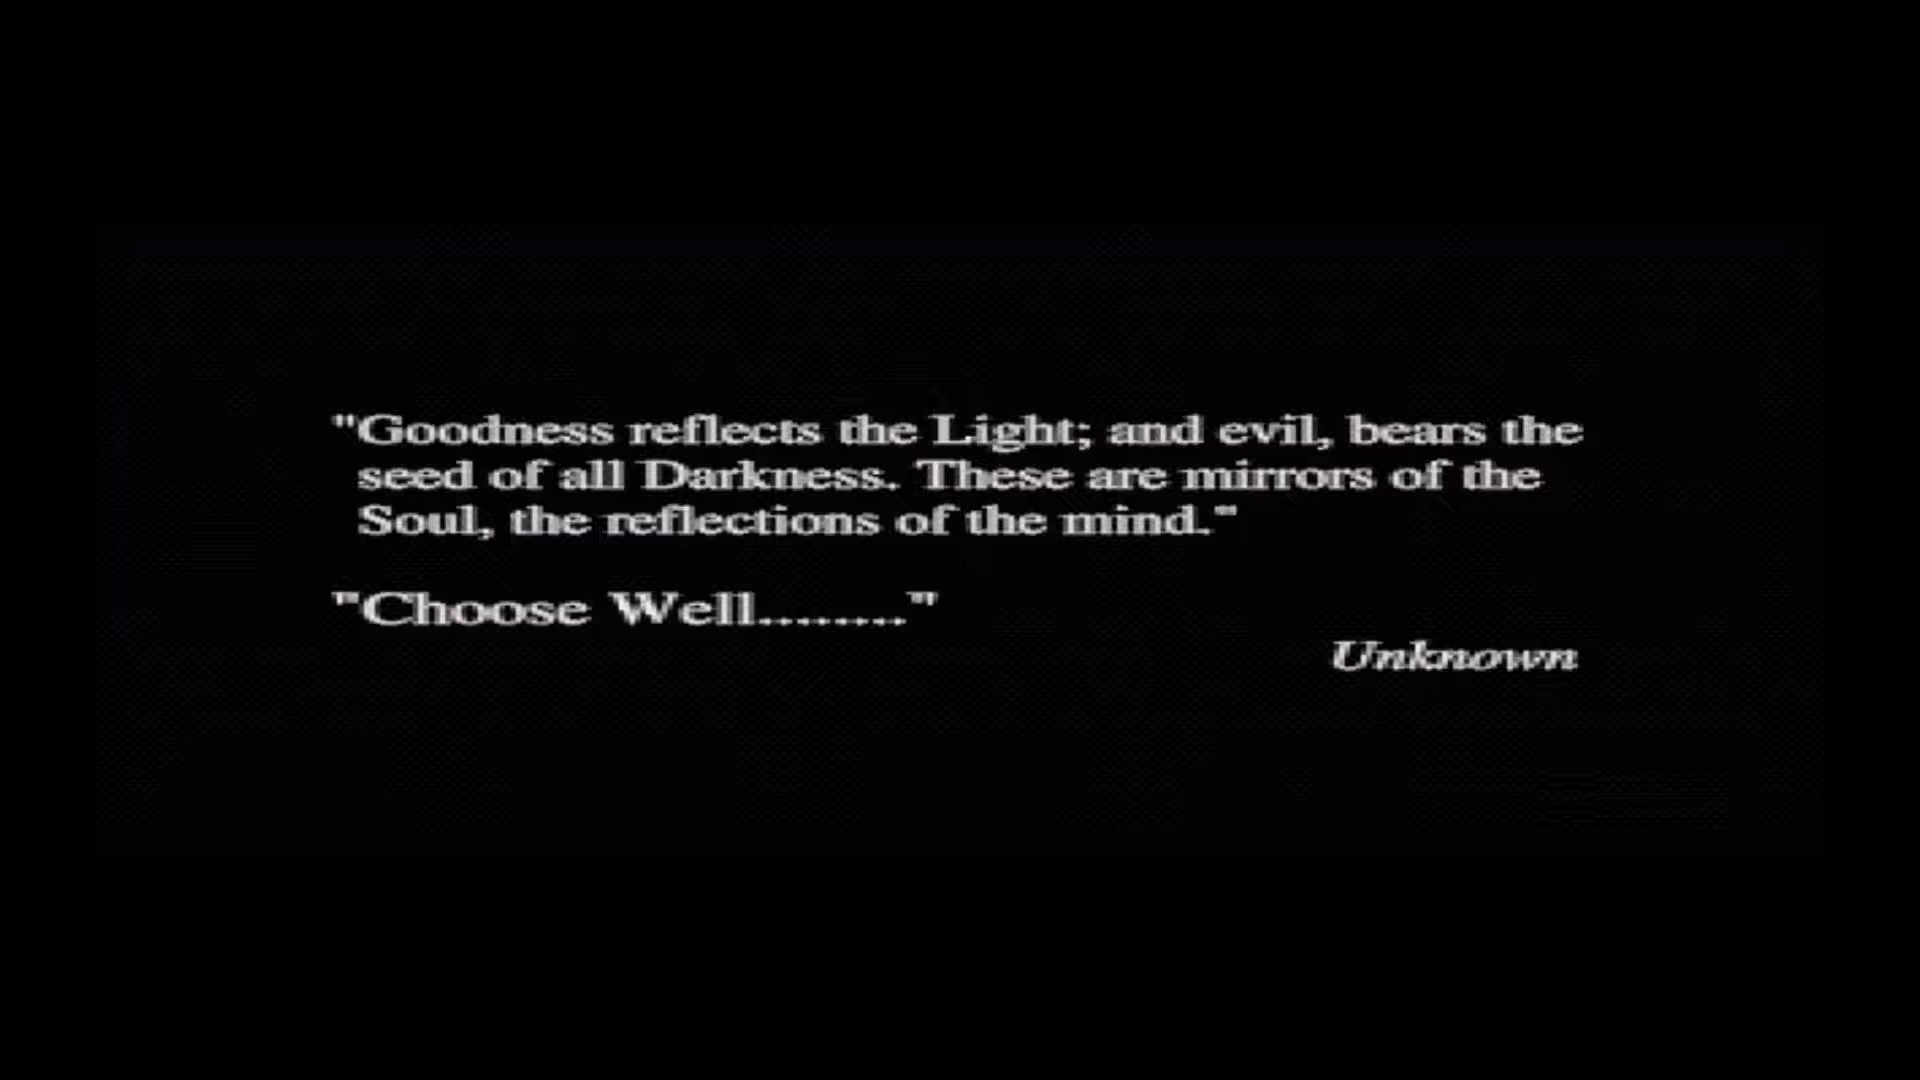 "Goodness reflects the Light; and evil, bears the
seed of all Darkness. These are mirrors of the
Soul, the reflections of the mind."
"Choose Well........"
Unknown